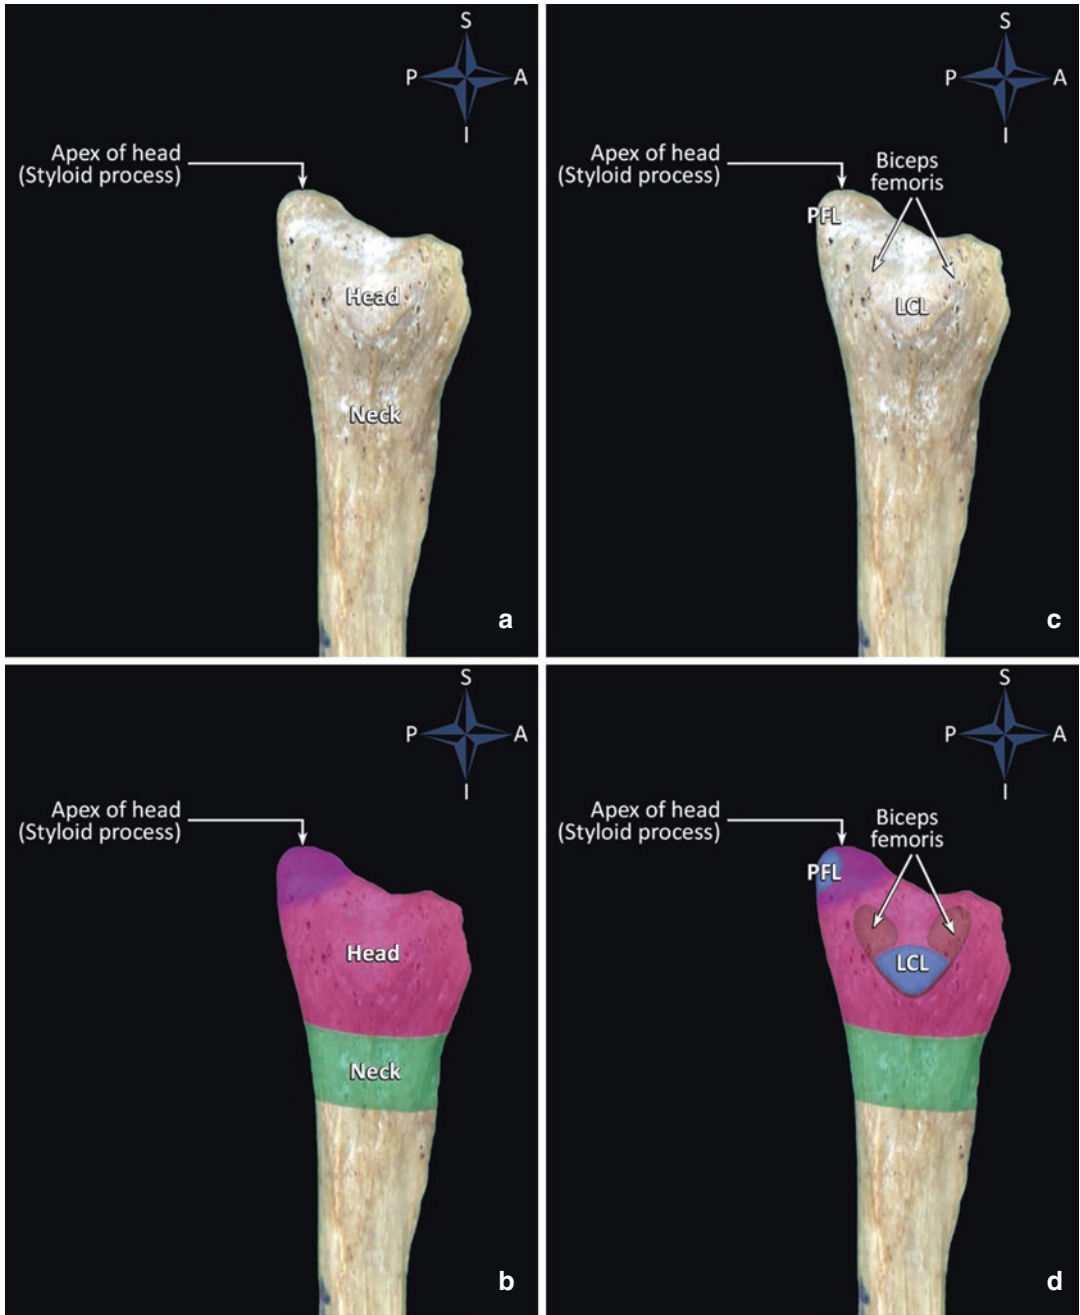 S
P A
I
Apex of head
(Styloid process)
Head
Neck
a
S
P A
I
Apex of head
(Styloid process)
Biceps
femoris
PFL
LCL
c
S
P A
I
Apex of head
(Styloid process)
Head
Neck
b
S
P A
I
Apex of head
(Styloid process)
Biceps
femoris
PFL
LCL
d